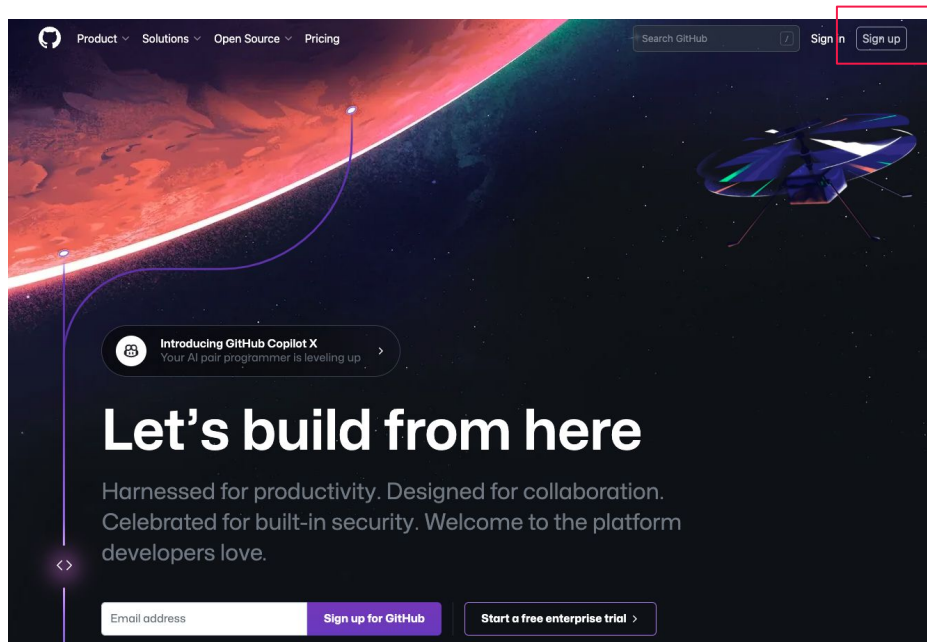 Product Solutions Open Source Pricing Search GitHub / Sign in Sign up
Introducing GitHub Copilot X
Your AI pair programmer is leveling up
Let's build from here
Harnessed for productivity. Designed for collaboration.
Celebrated for built-in security. Welcome to the platform
developers love.
Email address Sign up for GitHub Start a free enterprise trial